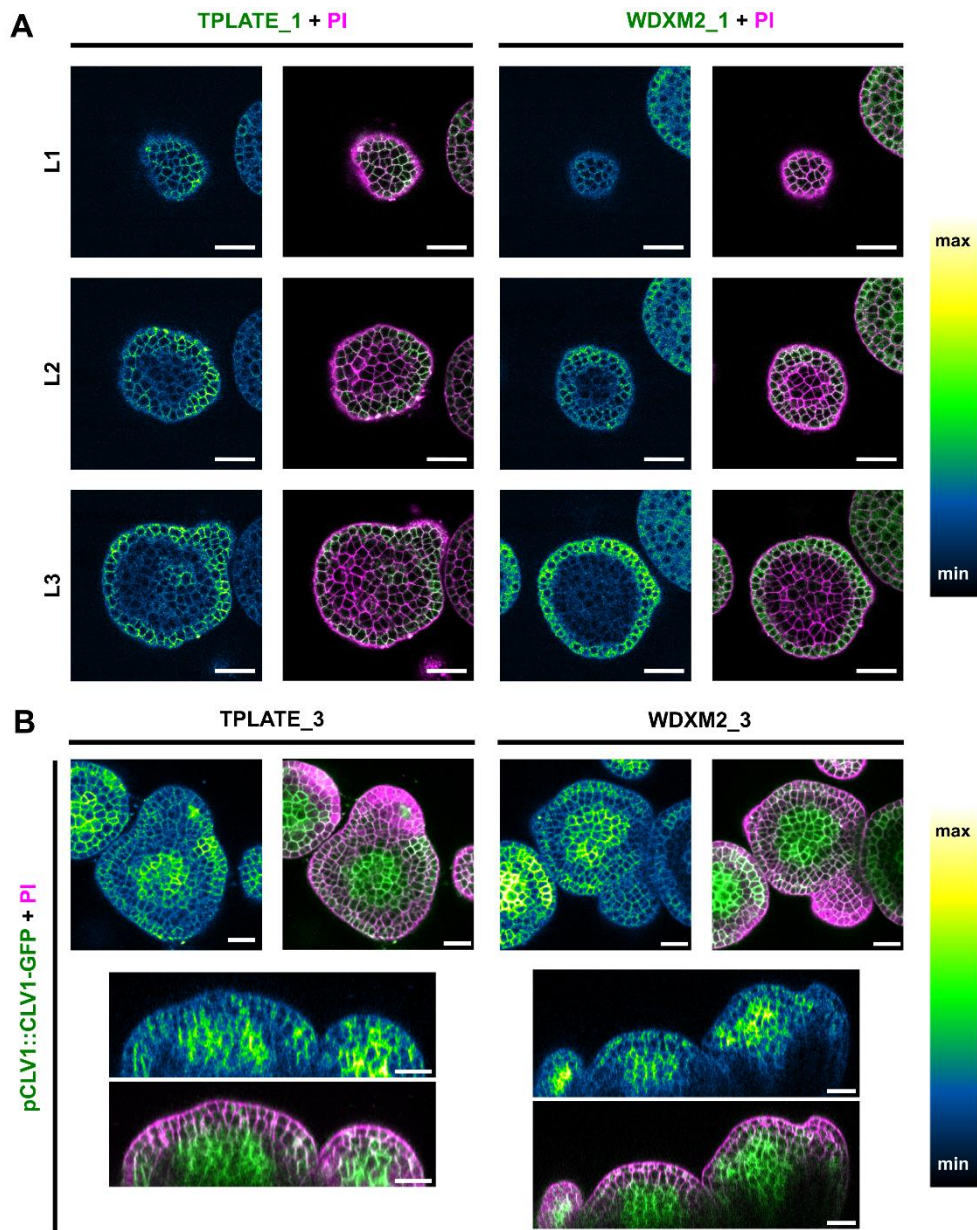 A
TPLATE_1 + PI
WDXM2_1 + PI
L1
L2
L3
max
min
B
TPLATE_3
WDXM2_3
pCLV1::CLV1-GFP + PI
max
min